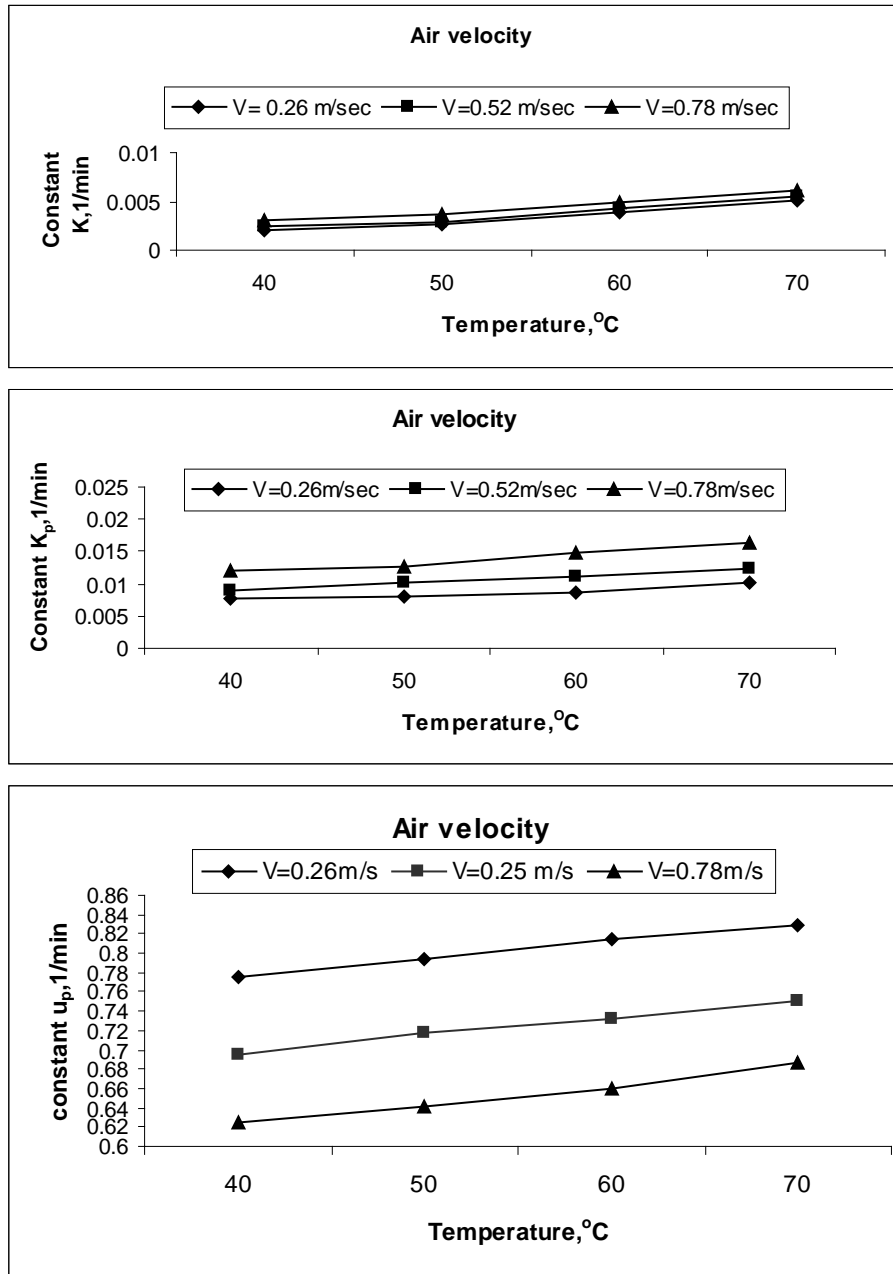 Air velocity
V= 0.26 m/sec V=0.52 m/sec V=0.78 m/sec
Constant
K,1/min
0.01
0.005
0
40 50 60 70
Temperature,°C
Air velocity
V=0.26m/sec V=0.52m/sec V=0.78m/sec
Constant Kp,1/min
0.025
0.02
0.015
0.01
0.005
0
40 50 60 70
Temperature,°C
Air velocity
V=0.26m/s V=0.25 m/s V=0.78m/s
constant up,1/min
0.86
0.84
0.82
0.8
0.78
0.76
0.74
0.72
0.7
0.68
0.66
0.64
0.62
0.6
40 50 60 70
Temperature,°C